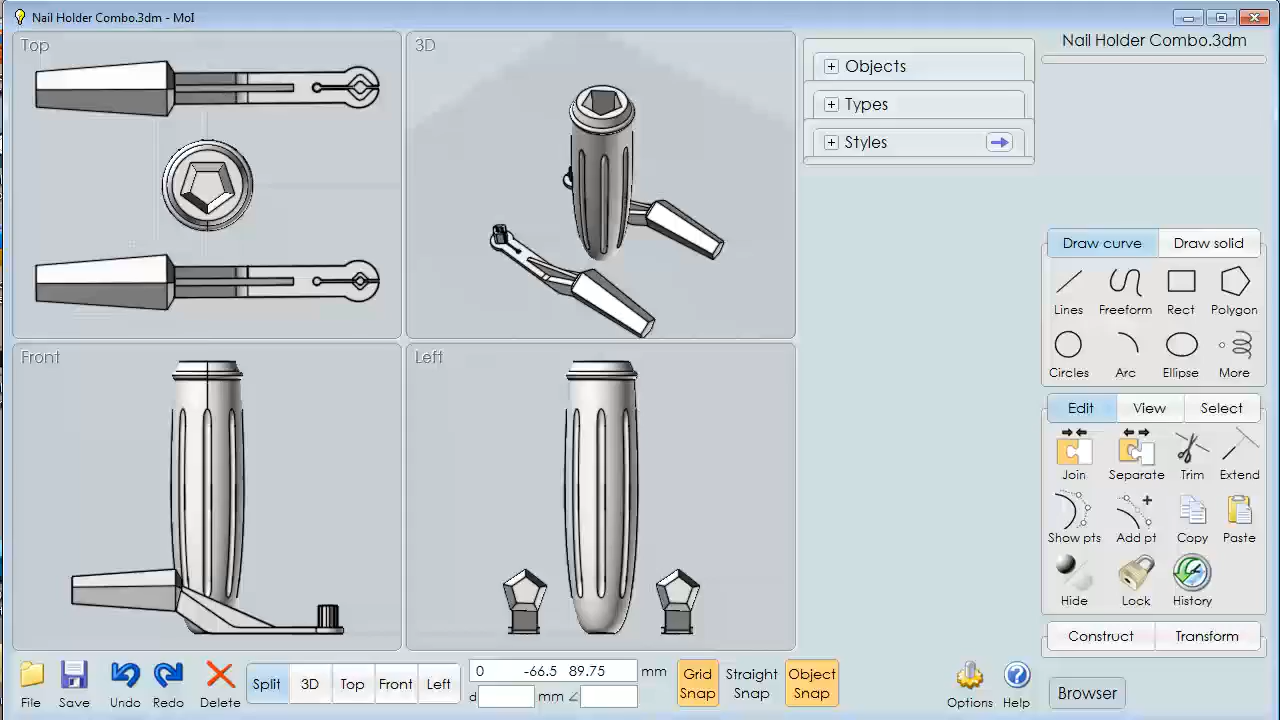 Nail Holder Combo.3dm - MoI
Top
3D
Front
Left
Objects
Types
Styles
Nail Holder Combo.3dm
Draw curve Draw solid
Lines Freeform Rect Polygon
Circles Arc Ellipse More
Edit View Select
Join Separate Trim Extend
Show pts Add pt Copy Paste
Hide Lock History
Construct Transform
File Save Undo Redo Delete
Split 3D Top Front Left
0 -66.5 89.75 mm
d mm ∠
Grid Snap
Straight Snap
Object Snap
Options Help
Browser